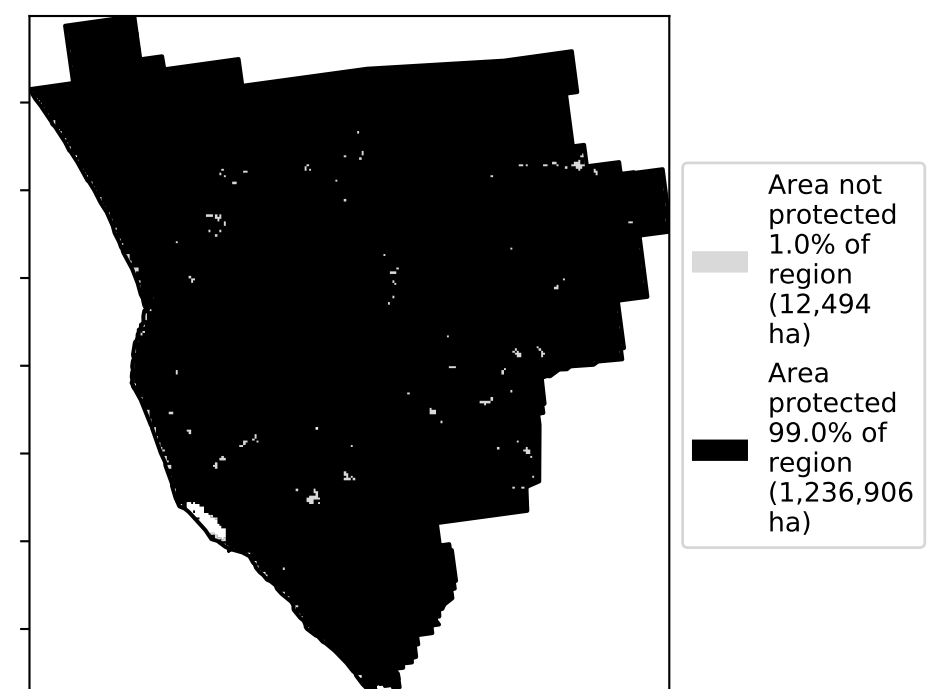 Area not
protected
1.0% of
region
(12,494
ha)
Area
protected
99.0% of
region
(1,236,906
ha)